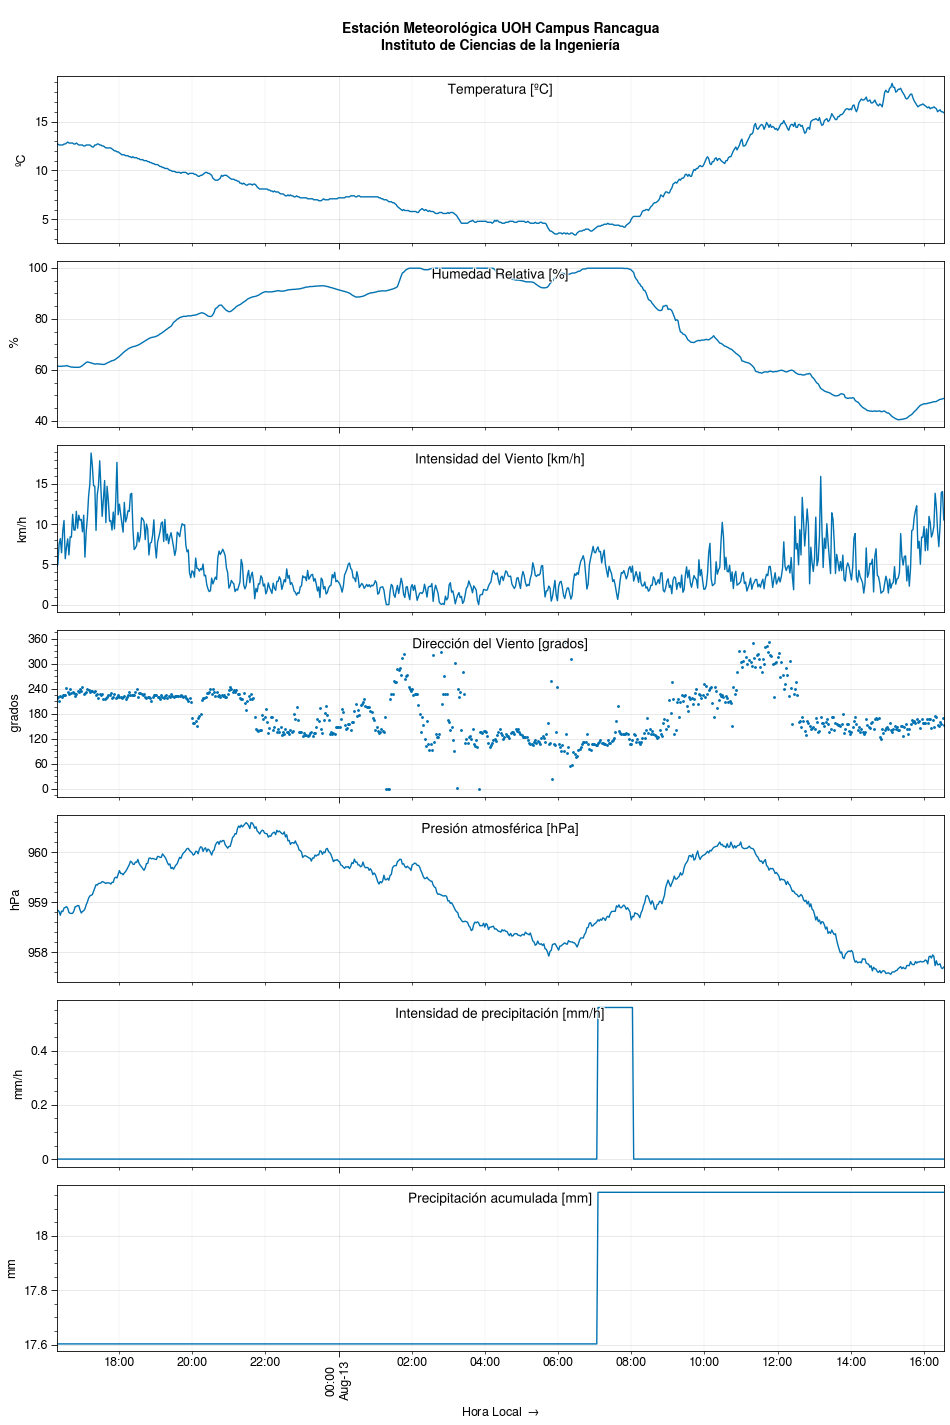 Estación Meteorológica UOH Campus Rancagua
Instituto de Ciencias de la Ingeniería
Temperatura [ºC]
15
10
5
ºC
Humedad Relativa [%]
100
80
60
40
%
Intensidad del Viento [km/h]
15
10
5
0
km/h
Dirección del Viento [grados]
360
300
240
180
120
60
0
grados
Presión atmosférica [hPa]
960
959
958
hPa
Intensidad de precipitación [mm/h]
0.4
0.2
0
mm/h
Precipitación acumulada [mm]
18
17.8
17.6
mm
18:00 20:00 22:00 00:00 02:00 04:00 06:00 08:00 10:00 12:00 14:00 16:00
Aug-13
Hora Local →